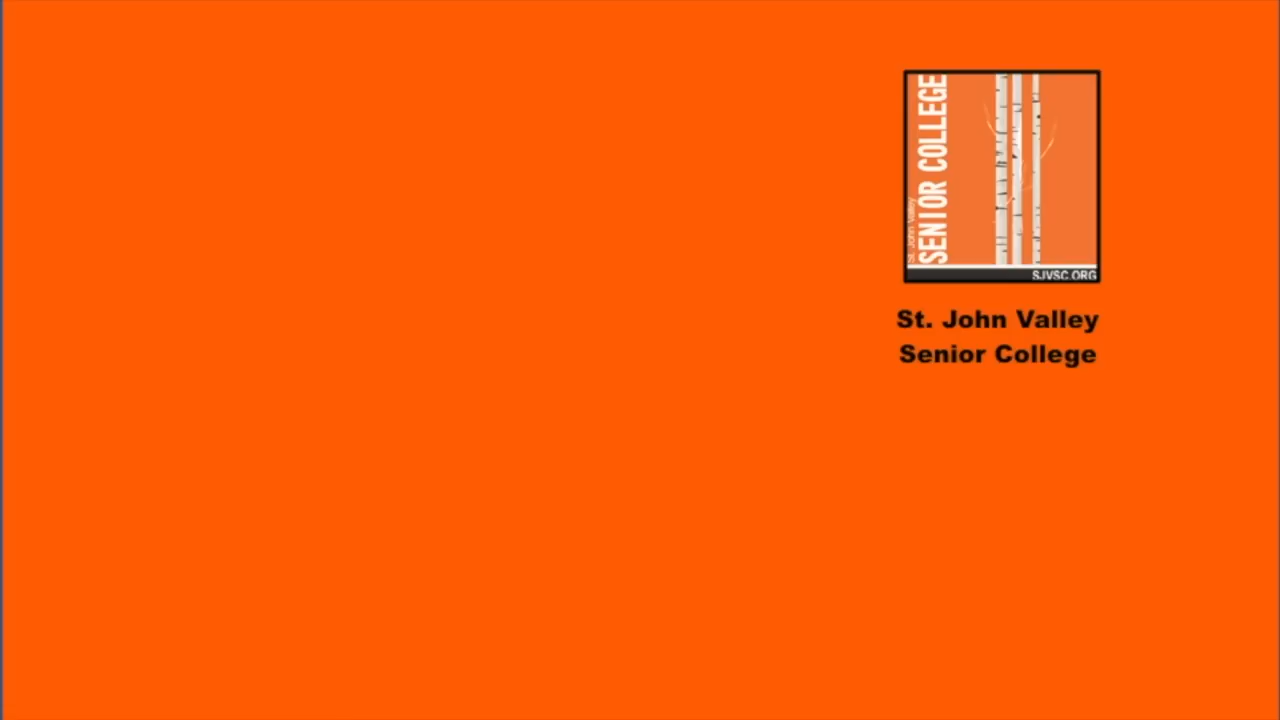 St. John Valley
SENIOR COLLEGE
SJVSC.ORG
St. John Valley
Senior College